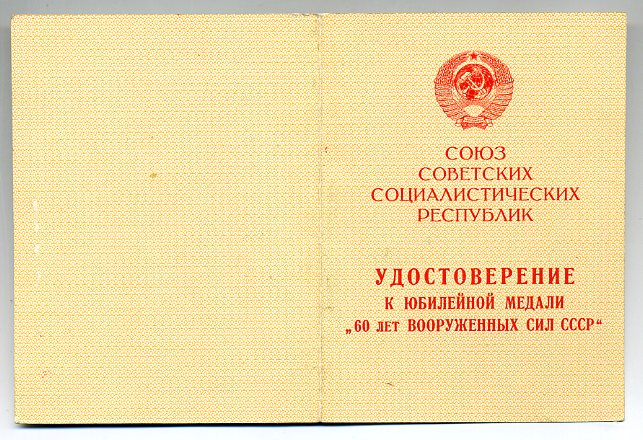 СОЮЗ
СОВЕТСКИХ
СОЦИАЛИСТИЧЕСКИХ
РЕСПУБЛИК
УДОСТОВЕРЕНИЕ
К ЮБИЛЕЙНОЙ МЕДАЛИ
„60 ЛЕТ ВООРУЖЕННЫХ СИЛ СССР“